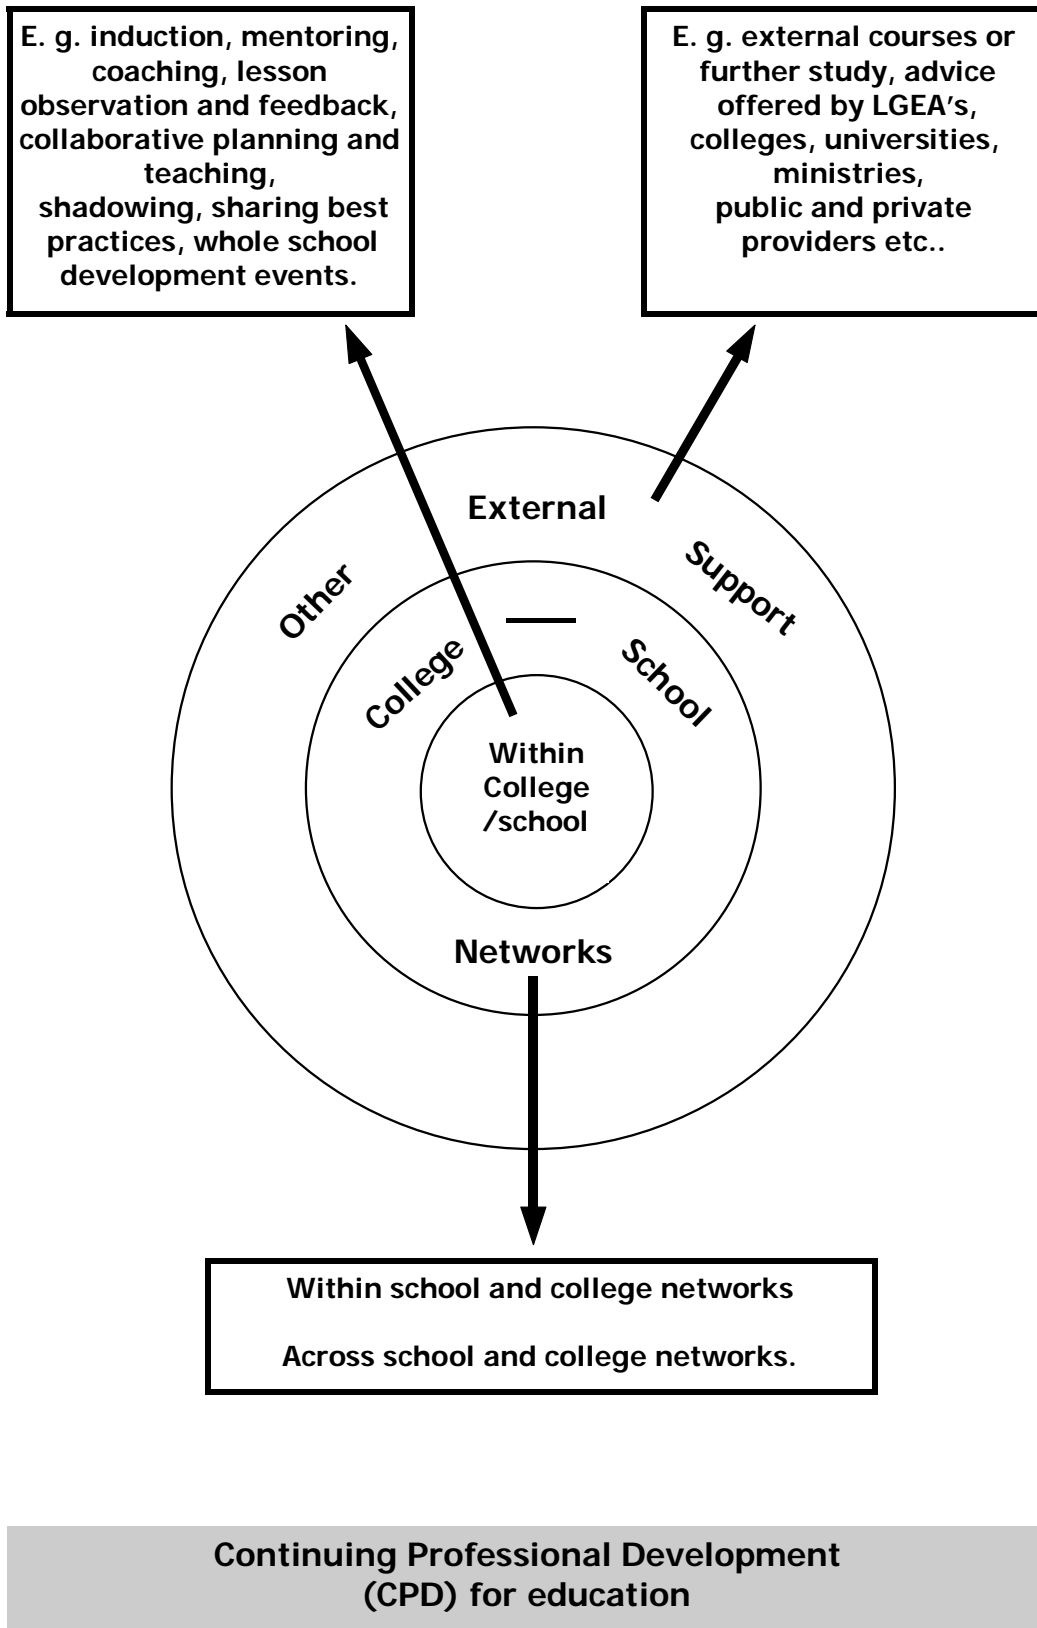 E. g. induction, mentoring,
coaching, lesson
observation and feedback,
collaborative planning and
teaching,
shadowing, sharing best
practices, whole school
development events.
E. g. external courses or
further study, advice
offered by LGEA's,
colleges, universities,
ministries,
public and private
providers etc..
Other
External
Support
College
—
School
Within
College
/school
Networks
Within school and college networks
Across school and college networks.
Continuing Professional Development
(CPD) for education